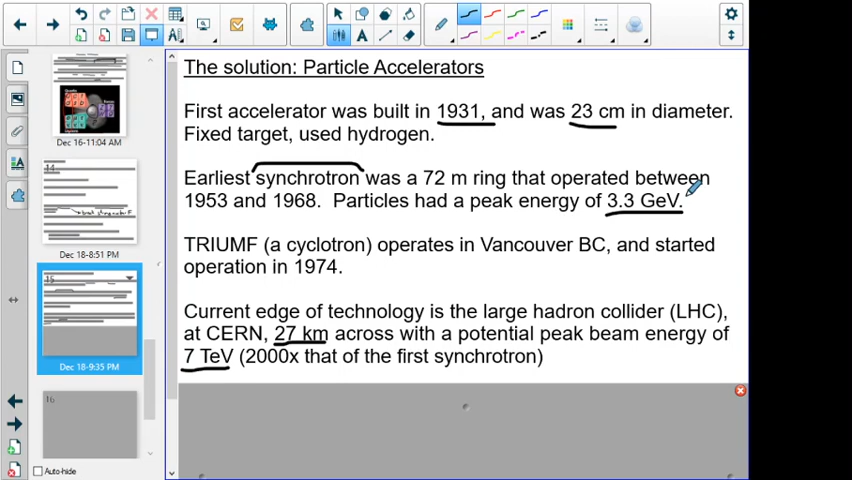 The solution: Particle Accelerators
First accelerator was built in 1931, and was 23 cm in diameter.
Fixed target, used hydrogen.
Earliest synchrotron was a 72 m ring that operated between
1953 and 1968. Particles had a peak energy of 3.3 GeV.
TRIUMF (a cyclotron) operates in Vancouver BC, and started
operation in 1974.
Current edge of technology is the large hadron collider (LHC),
at CERN, 27 km across with a potential peak beam energy of
7 TeV (2000x that of the first synchrotron)
Dec 16-11:04 AM
14
Dec 18-8:51 PM
15
Dec 18-9:35 PM
16
Auto-hide